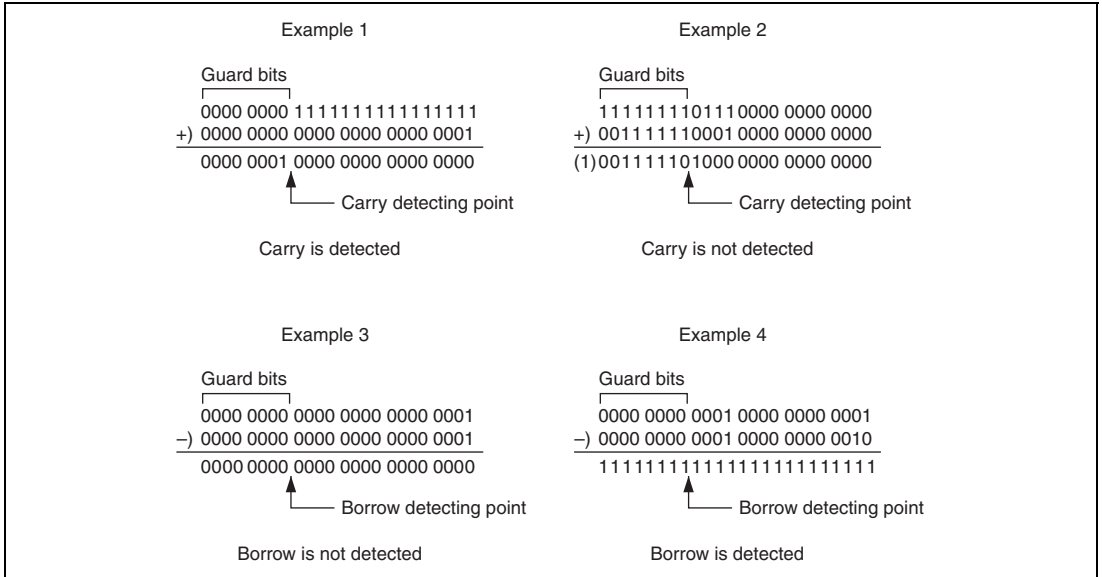 Example 1
Guard bits
0000 0000 1111111111111111
+) 0000 0000 0000 0000 0000 0001
0000 0001 0000 0000 0000 0000
Carry detecting point
Carry is detected
Example 2
Guard bits
111111110111 0000 0000 0000
+) 001111110001 0000 0000 0000
(1)001111101000 0000 0000 0000
Carry detecting point
Carry is not detected
Example 3
Guard bits
0000 0000 0000 0000 0000 0001
–) 0000 0000 0000 0000 0000 0001
0000 0000 0000 0000 0000 0000
Borrow detecting point
Borrow is not detected
Example 4
Guard bits
0000 0000 0001 0000 0000 0001
–) 0000 0000 0001 0000 0000 0010
111111111111111111111111
Borrow detecting point
Borrow is detected